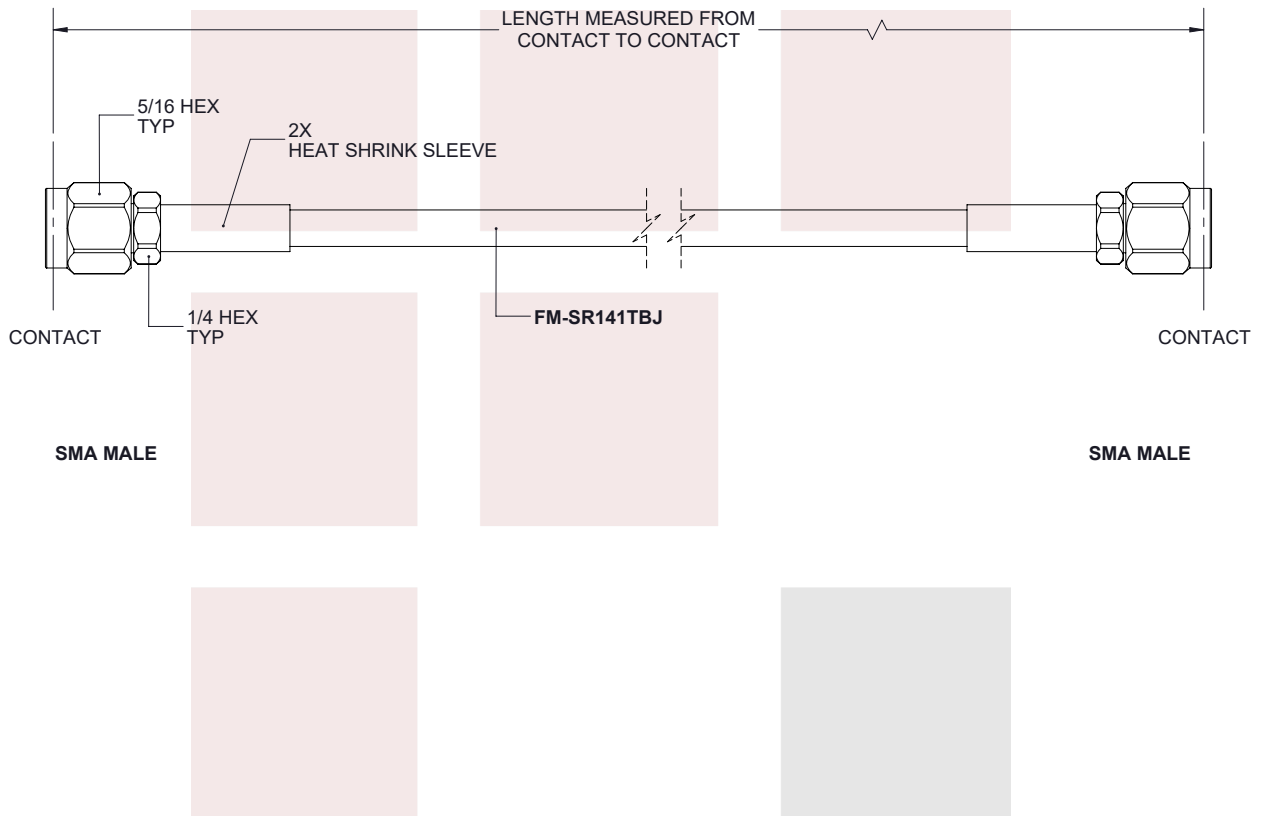 LENGTH MEASURED FROM
CONTACT TO CONTACT
5/16 HEX
TYP
2X
HEAT SHRINK SLEEVE
1/4 HEX
TYP
FM-SR141TBJ
CONTACT
CONTACT
SMA MALE
SMA MALE